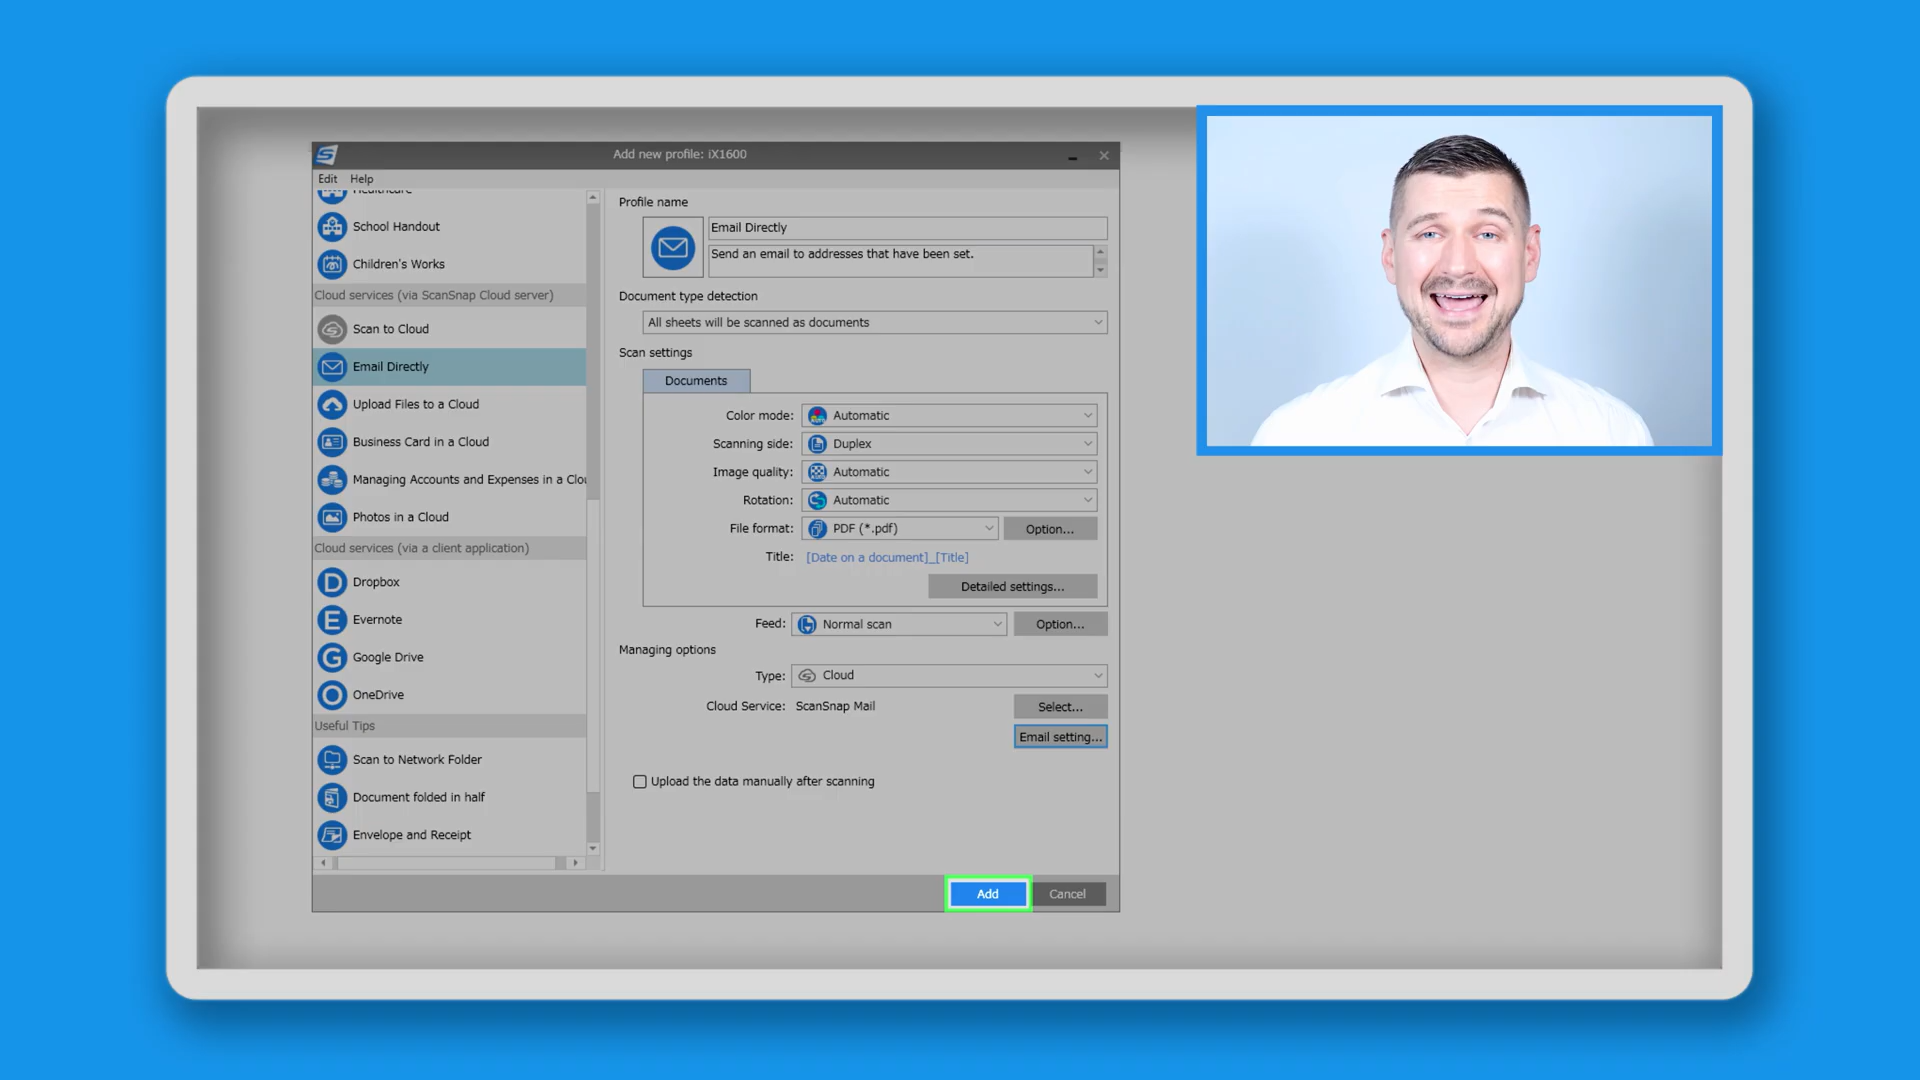 Add new profile: iX1600
Edit Help
Healthcare
School Handout
Children's Works
Cloud services (via ScanSnap Cloud server)
Scan to Cloud
Email Directly
Upload Files to a Cloud
Business Card in a Cloud
Managing Accounts and Expenses in a Clou
Photos in a Cloud
Cloud services (via a client application)
Dropbox
Evernote
Google Drive
OneDrive
Useful Tips
Scan to Network Folder
Document folded in half
Envelope and Receipt
Profile name
Email Directly
Send an email to addresses that have been set.
Document type detection
All sheets will be scanned as documents
Scan settings
Documents
Color mode: Automatic
Scanning side: Duplex
Image quality: Automatic
Rotation: Automatic
File format: PDF (*.pdf) Option...
Title: [Date on a document]_[Title]
Detailed settings...
Feed: Normal scan Option...
Managing options
Type: Cloud
Cloud Service: ScanSnap Mail Select...
Email setting...
Upload the data manually after scanning
Add Cancel